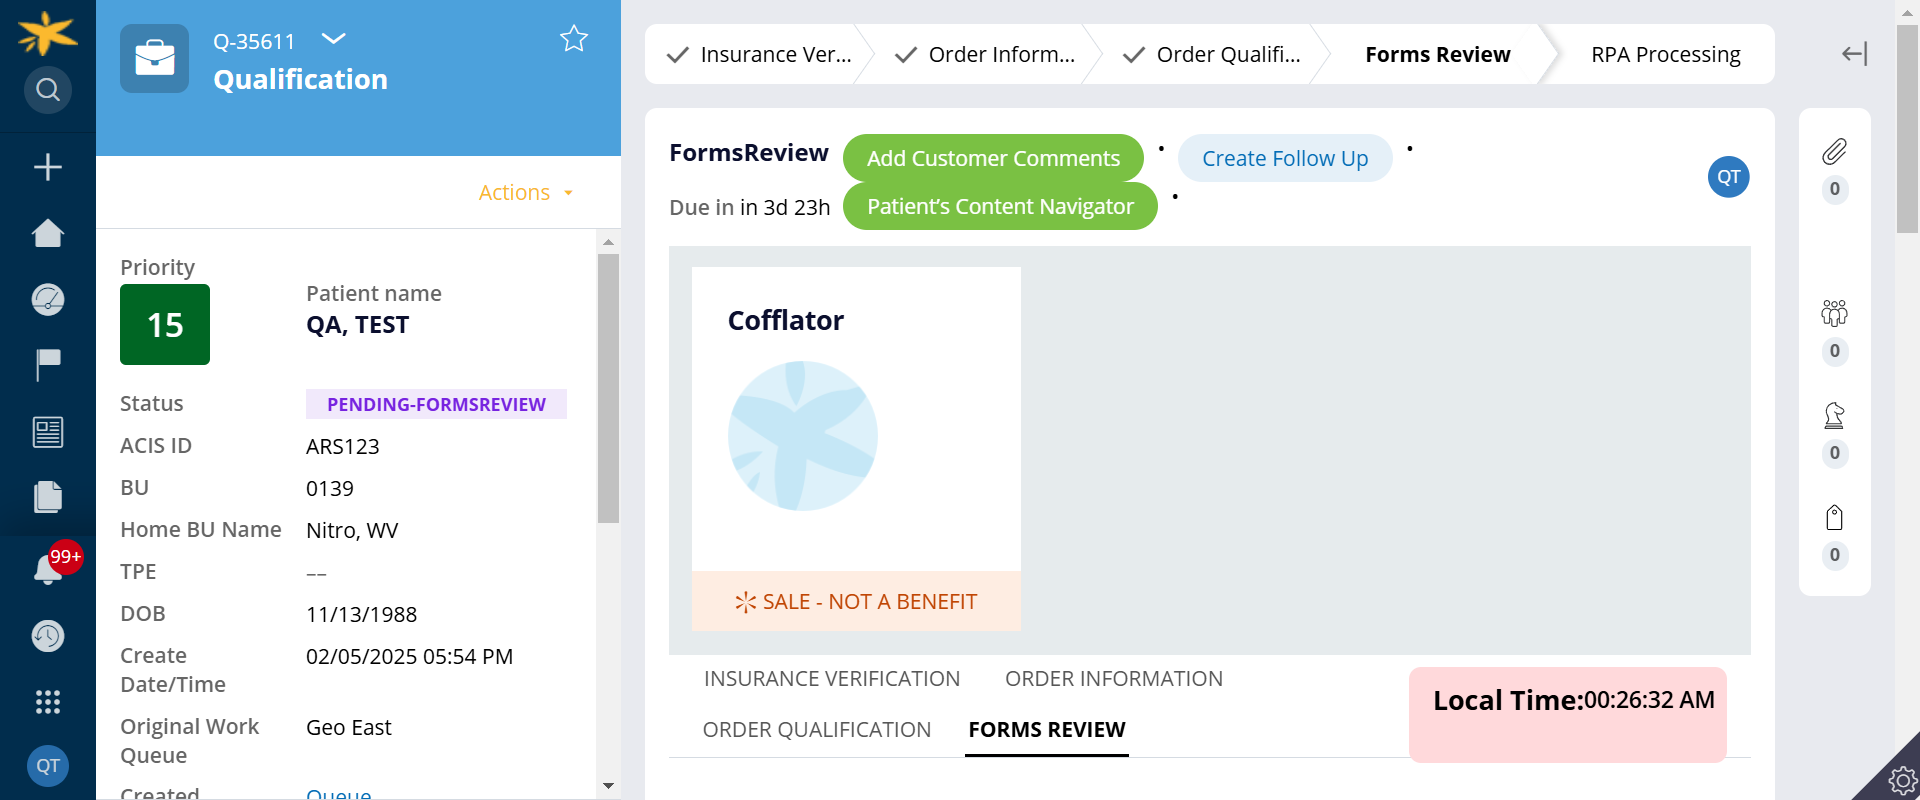 Q-35611
Qualification
Actions
Priority
15
Patient name
QA, TEST
Status
PENDING-FORMSREVIEW
ACIS ID
ARS123
BU
0139
Home BU Name
Nitro, WV
TPE
––
DOB
11/13/1988
Create Date/Time
02/05/2025 05:54 PM
Original Work Queue
Geo East
Created
Queue
99+
QT
Insurance Ver...
Order Inform...
Order Qualifi...
Forms Review
RPA Processing
FormsReview
Add Customer Comments
•
Create Follow Up
•
Due in in 3d 23h
Patient’s Content Navigator
•
QT
Cofflator
SALE - NOT A BENEFIT
INSURANCE VERIFICATION
ORDER INFORMATION
ORDER QUALIFICATION
FORMS REVIEW
Local Time:00:26:32 AM
0
0
0
0